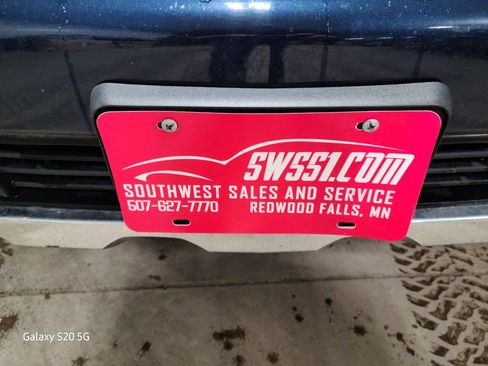 SWSS1.COM
SOUTHWEST SALES AND SERVICE
507-627-7770 REDWOOD FALLS, MN
Galaxy S20 5G